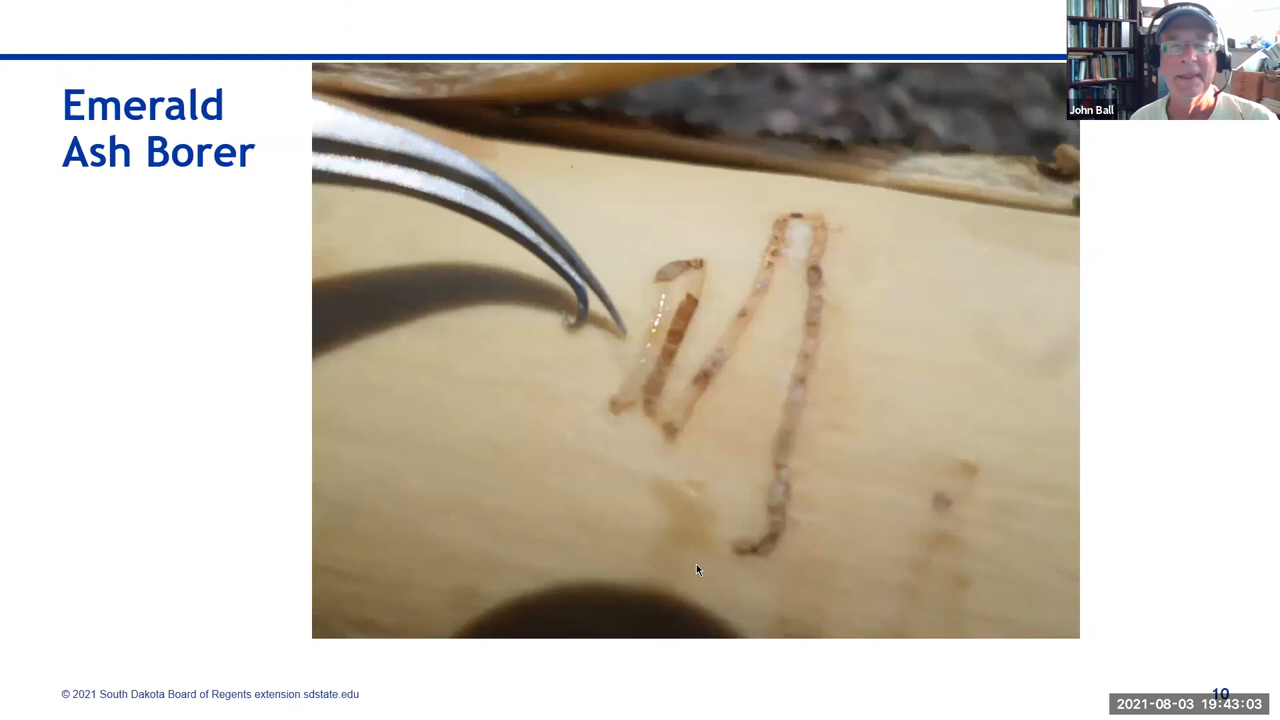 Emerald
Ash Borer
John Ball
© 2021 South Dakota Board of Regents extension.sdstate.edu
10
2021-08-03 19:43:03